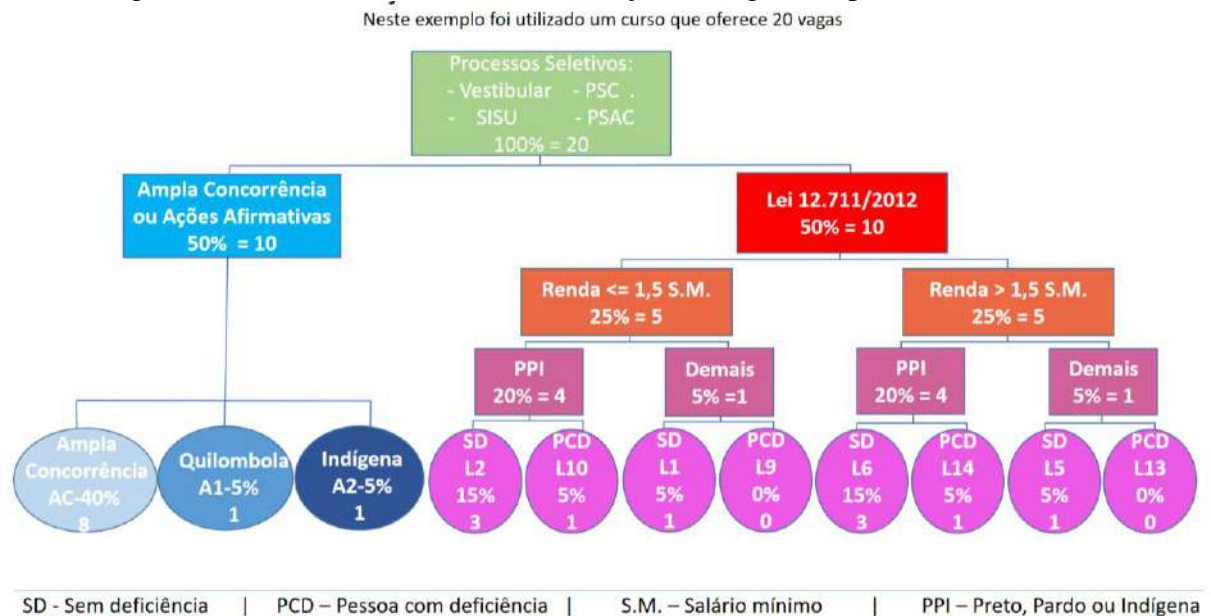 Neste exemplo foi utilizado um curso que oferece 20 vagas
Processos Seletivos:
- Vestibular - PSC .
- SISU - PSAC
100% = 20
Ampla Concorrência
ou Ações Afirmativas
50% = 10
Lei 12.711/2012
50% = 10
Renda <= 1,5 S.M.
25% = 5
Renda > 1,5 S.M.
25% = 5
PPI
20% = 4
Demais
5% =1
PPI
20% = 4
Demais
5% = 1
Ampla
Concorrência
AC-40%
8
Quilombola
A1-5%
1
Indígena
A2-5%
1
SD
L2
15%
3
PCD
L10
5%
1
SD
L1
5%
1
PCD
L9
0%
0
SD
L6
15%
3
PCD
L14
5%
1
SD
L5
5%
1
PCD
L13
0%
0
SD - Sem deficiência | PCD – Pessoa com deficiência | S.M. – Salário mínimo | PPI – Preto, Pardo ou Indígena